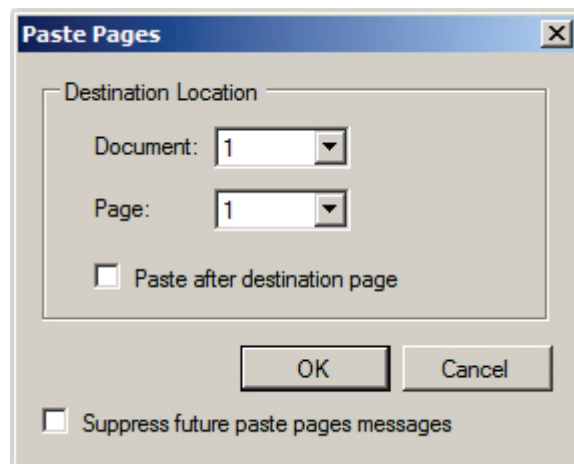 Paste Pages
Destination Location
Document: 1
Page: 1
Paste after destination page
OK Cancel
Suppress future paste pages messages